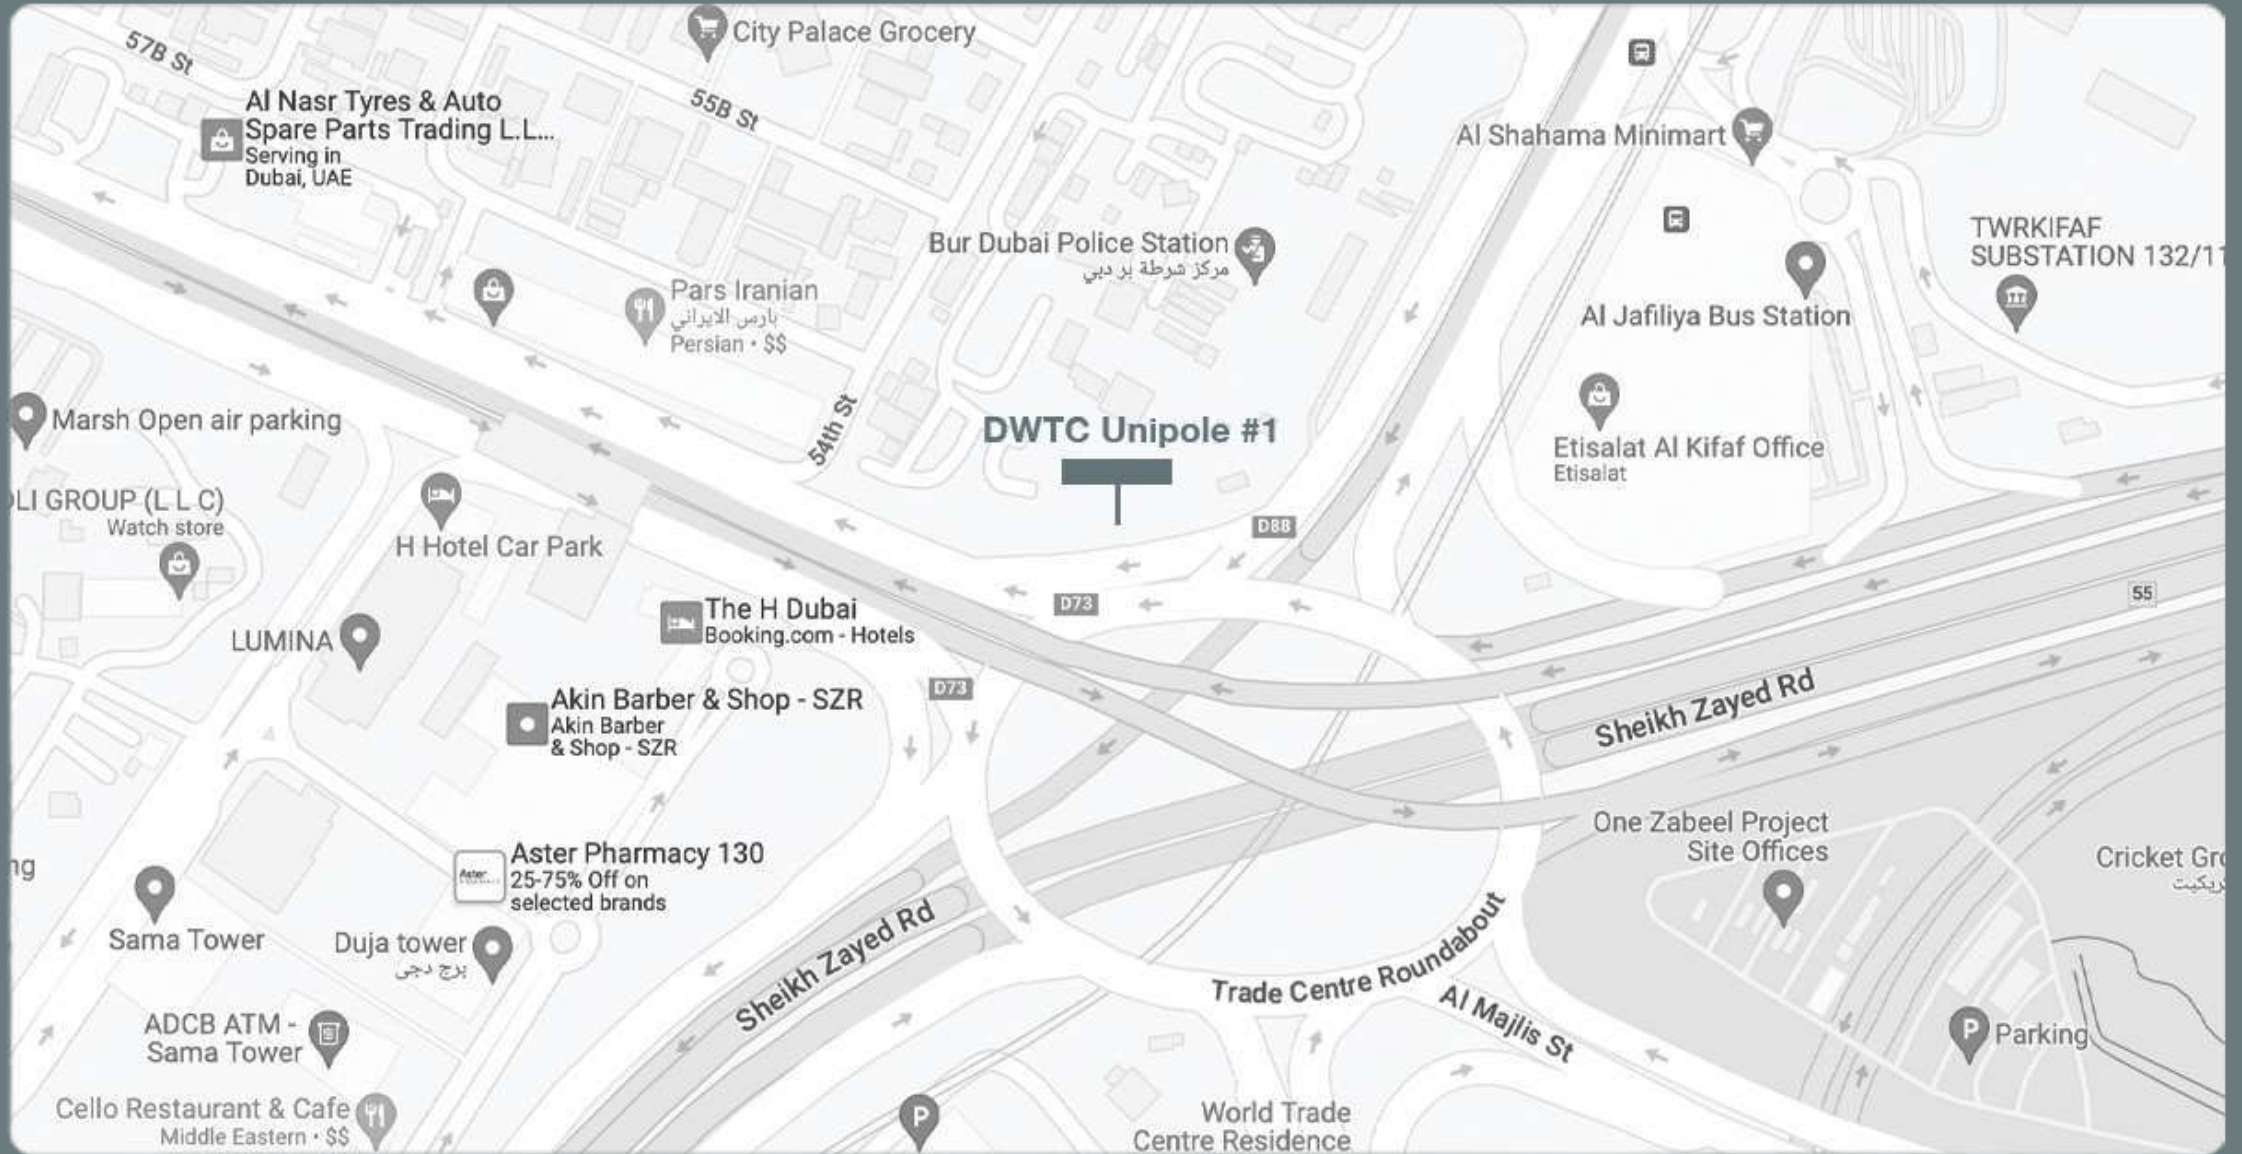 57B St
City Palace Grocery
55B St
Al Nasr Tyres & Auto
Spare Parts Trading L.L...
Serving in
Dubai, UAE
Al Shahama Minimart
Bur Dubai Police Station
مركز شرطة بر دبي
TWRKIFAF
SUBSTATION 132/11
Pars Iranian
بارس الايراني
Persian · $$
Al Jafiliya Bus Station
Marsh Open air parking
54th St
DWTC Unipole #1
Etisalat Al Kifaf Office
Etisalat
LI GROUP (L L C)
Watch store
H Hotel Car Park
D88
D73
55
The H Dubai
Booking.com - Hotels
LUMINA
D73
Akin Barber & Shop - SZR
Akin Barber
& Shop - SZR
Sheikh Zayed Rd
One Zabeel Project
Site Offices
Aster Pharmacy 130
25-75% Off on
selected brands
Aster
ng
Cricket Gro
كريكيت
Sama Tower
Duja tower
برج دجى
Sheikh Zayed Rd
Trade Centre Roundabout
Al Majlis St
ADCB ATM -
Sama Tower
P Parking
Cello Restaurant & Cafe
Middle Eastern · $$
P
World Trade
Centre Residence